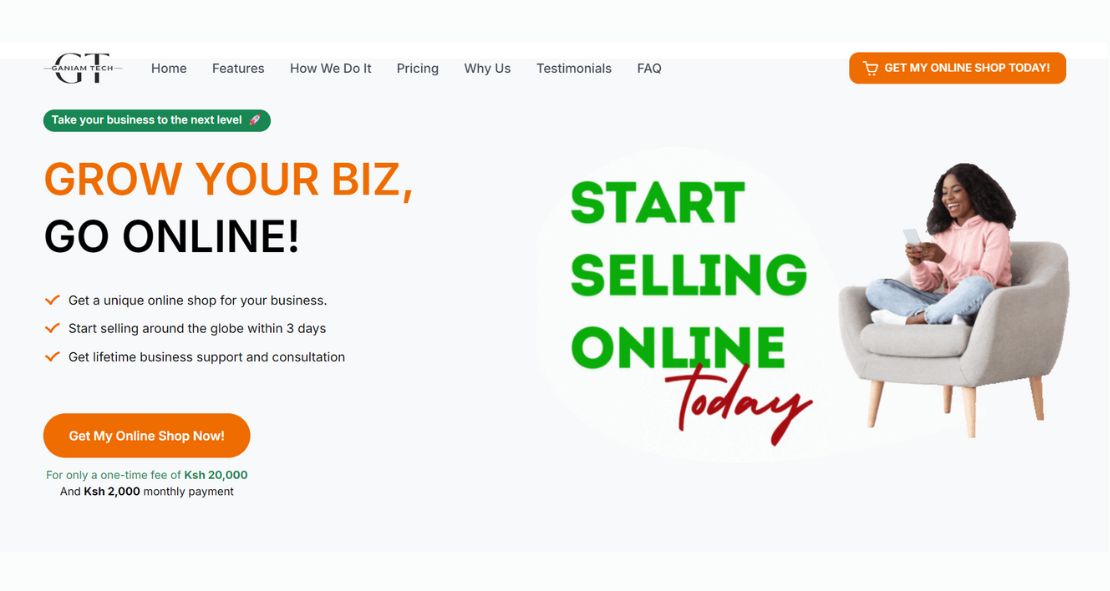 GT
GANIAM TECH
Home
Features
How We Do It
Pricing
Why Us
Testimonials
FAQ
GET MY ONLINE SHOP TODAY!
Take your business to the next level 🚀
GROW YOUR BIZ,
GO ONLINE!
Get a unique online shop for your business.
Start selling around the globe within 3 days
Get lifetime business support and consultation
Get My Online Shop Now!
For only a one-time fee of Ksh 20,000
And Ksh 2,000 monthly payment
START
SELLING
ONLINE
Today